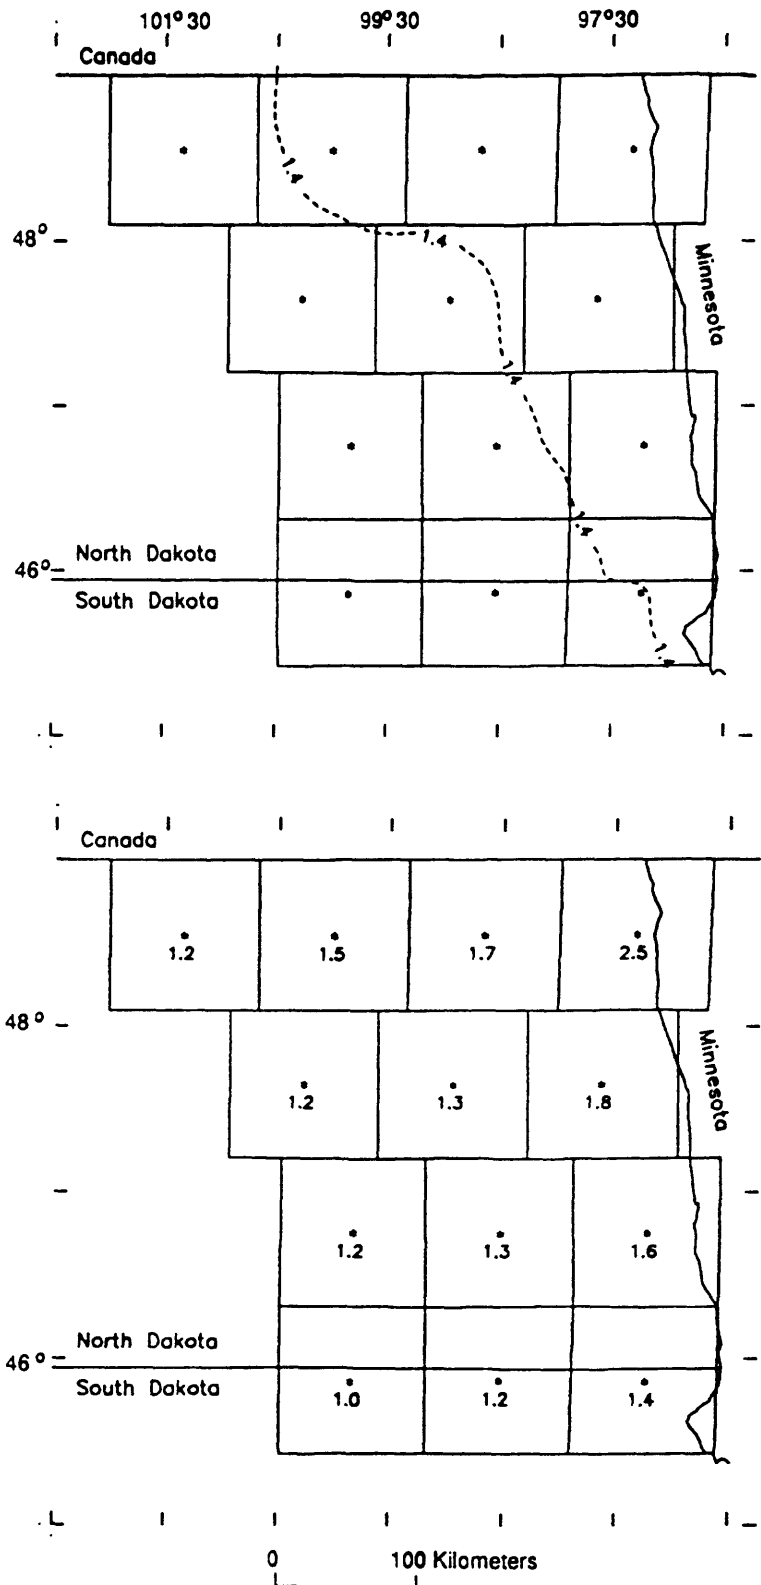 101°30 99°30 97°30
Canada
1.4
48°
1.4
Minnesota
1.4
1.4
North Dakota
46°
South Dakota
1.4
Canada
1.2 1.5 1.7 2.5
48°
Minnesota
1.2 1.3 1.8
1.2 1.3 1.6
North Dakota
46°
South Dakota
1.0 1.2 1.4
0 100 Kilometers